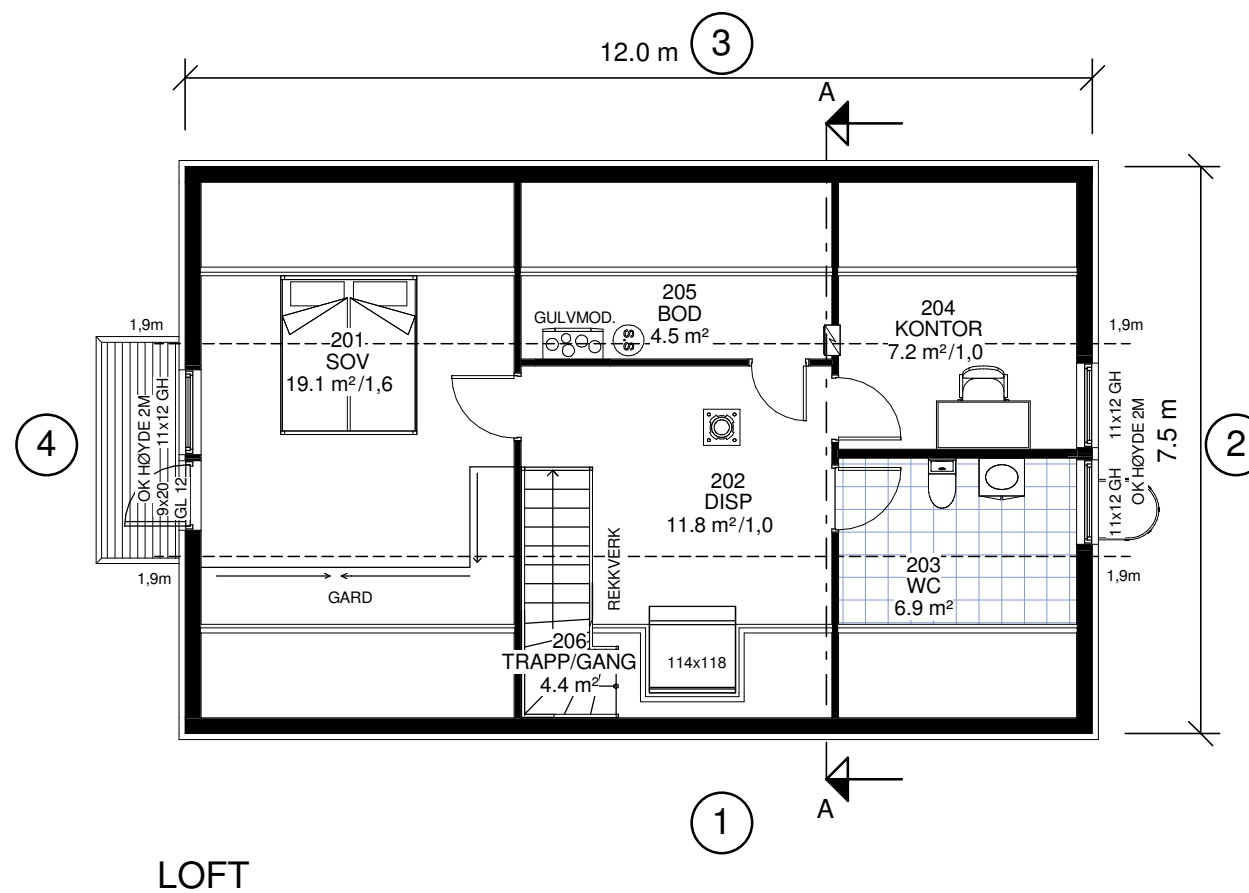 3
12.0 m
A
1,9m
1,9m
205
BOD
4.5 m²
GULVMOD.
S.S
204
KONTOR
7.2 m²/1,0
201
SOV
19.1 m²/1,6
4
OK HØYDE 2M
9x20
11x12 GH
GL 12
11x12 GH
11x12 GH
OK HØYDE 2M
7.5 m
2
202
DISP
11.8 m²/1,0
REKKVERK
203
WC
6.9 m²
1,9m
1,9m
GARD
206
TRAPP/GANG
4.4 m²
114x118
A
1
LOFT